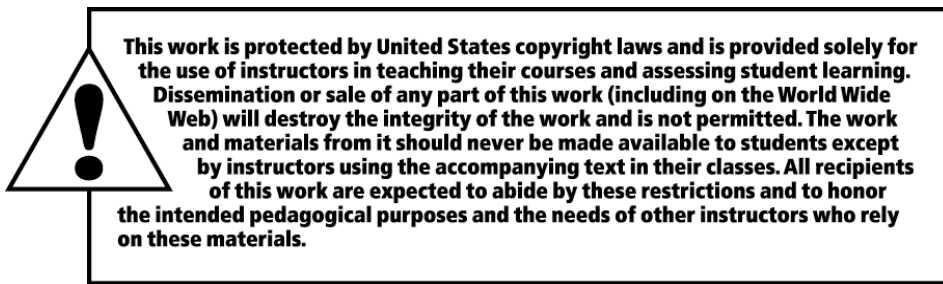 This work is protected by United States copyright laws and is provided solely for
the use of instructors in teaching their courses and assessing student learning.
Dissemination or sale of any part of this work (including on the World Wide
Web) will destroy the integrity of the work and is not permitted. The work
and materials from it should never be made available to students except
by instructors using the accompanying text in their classes. All recipients
of this work are expected to abide by these restrictions and to honor
the intended pedagogical purposes and the needs of other instructors who rely
on these materials.